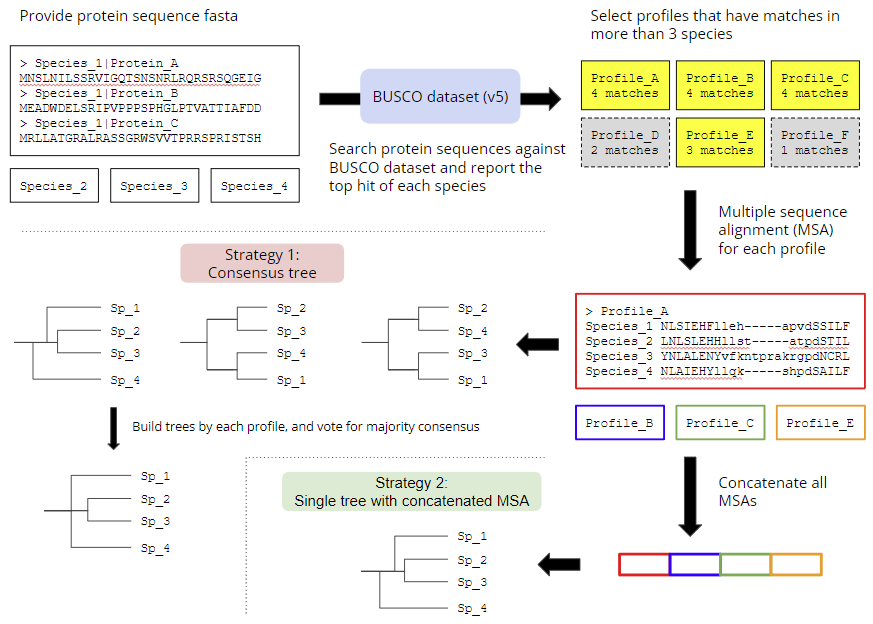 Provide protein sequence fasta
> Species_1|Protein_A
MNSLNILSSRVIGQTSNSNRLRQRSRSQGEIG
> Species_1|Protein_B
MEADWDELSRIPVPPPSPHGLPTVATTIAFDD
> Species_1|Protein_C
MRLLATGRALRASSGRWSVVTPRRSPRISTSH
Species_2
Species_3
Species_4
BUSCO dataset (v5)
Search protein sequences against
BUSCO dataset and report the
top hit of each species
Select profiles that have matches in
more than 3 species
Profile_A
4 matches
Profile_B
4 matches
Profile_C
4 matches
Profile_D
2 matches
Profile_E
3 matches
Profile_F
1 matches
Multiple sequence
alignment (MSA)
for each profile
> Profile_A
Species_1 NLSIEHFlleh-----apvdSSILF
Species_2 LNLSLEHHllst-----atpdSTIL
Species_3 YNLALENYvfkntprakrgpdNCRL
Species_4 NLAIEHYllgk-----shpdSAILF
Profile_B
Profile_C
Profile_E
Strategy 1:
Consensus tree
Sp_1
Sp_2
Sp_3
Sp_4
Sp_2
Sp_3
Sp_4
Sp_1
Sp_2
Sp_4
Sp_3
Sp_1
Build trees by each profile, and vote for majority consensus
Sp_1
Sp_2
Sp_3
Sp_4
Concatenate all
MSAs
Strategy 2:
Single tree with concatenated MSA
Sp_1
Sp_2
Sp_3
Sp_4